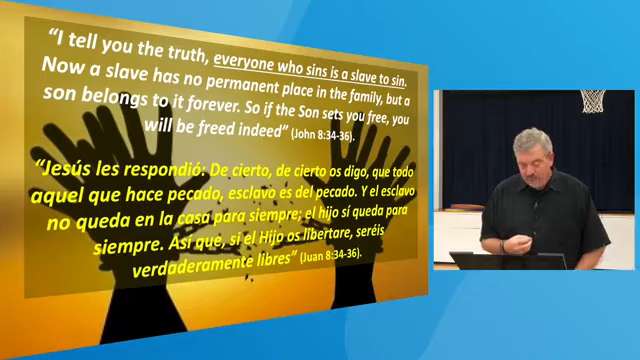 “I tell you the truth, everyone who sins is a slave to sin.
Now a slave has no permanent place in the family, but a
son belongs to it forever. So if the Son sets you free, you
will be freed indeed” (John 8:34-36).
“Jesús les respondió: De cierto, de cierto os digo, que todo
aquel que hace pecado, esclavo es del pecado. Y el esclavo
no queda en la casa para siempre; el hijo sí queda para
siempre. Así que, si el Hijo os libertare, seréis
verdaderamente libres” (Juan 8:34-36).